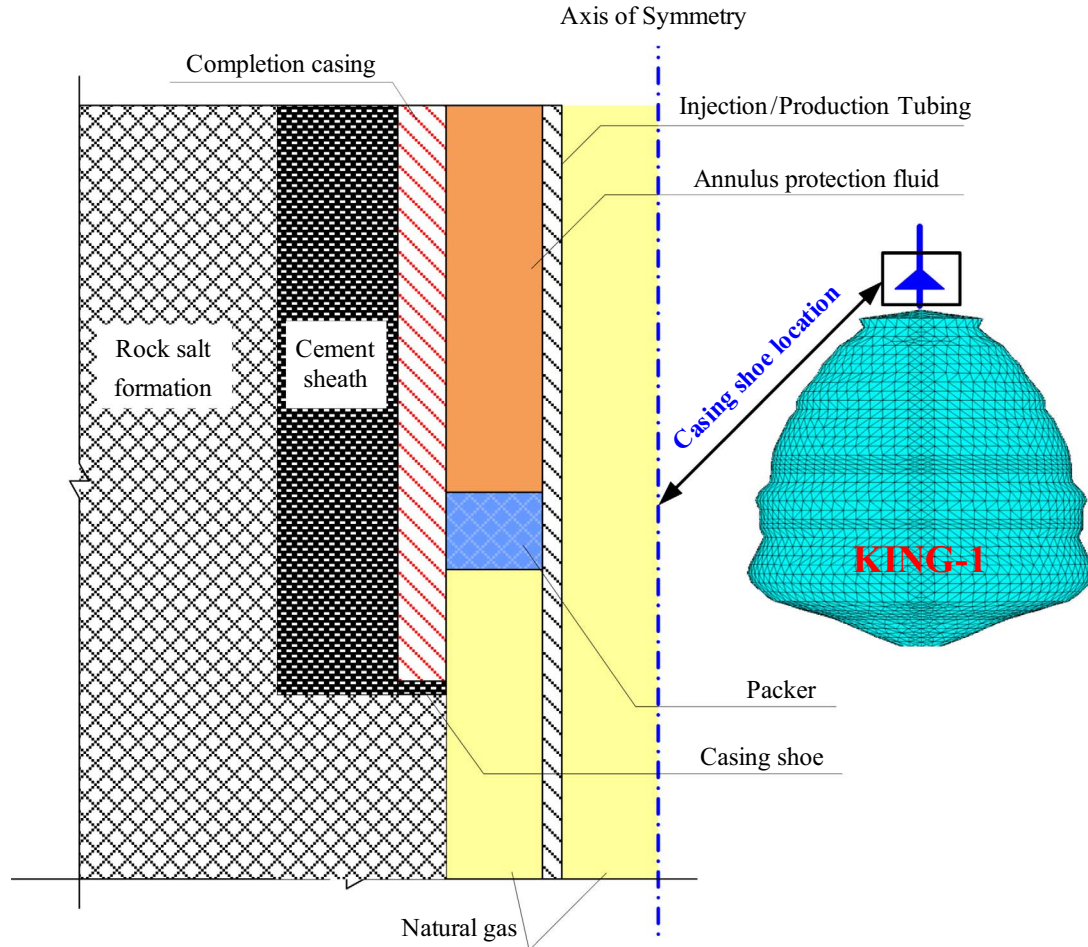 Axis of Symmetry
Completion casing
Injection/Production Tubing
Annulus protection fluid
Rock salt
formation
Cement
sheath
Casing shoe location
KING-1
Packer
Casing shoe
Natural gas